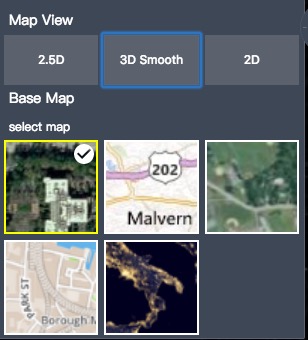 Map View
2.5D 3D Smooth 2D
Base Map
select map
202
Malvern
PARK ST
Borough M